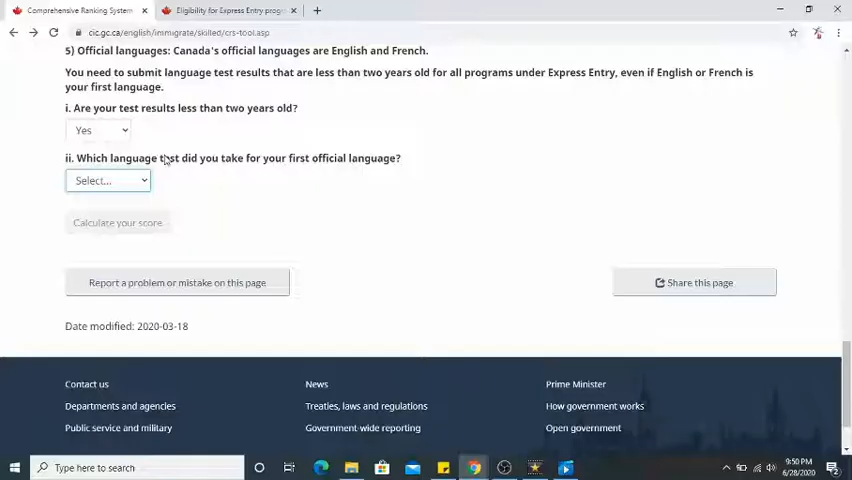 Comprehensive Ranking System
Eligibility for Express Entry progr
cic.gc.ca/english/immigrate/skilled/crs-tool.asp
5) Official languages: Canada's official languages are English and French.
You need to submit language test results that are less than two years old for all programs under Express Entry, even if English or French is
your first language.
i. Are your test results less than two years old?
Yes
ii. Which language test did you take for your first official language?
Select...
Calculate your score
Report a problem or mistake on this page
Share this page
Date modified: 2020-03-18
Contact us
News
Prime Minister
Departments and agencies
Treaties, laws and regulations
How government works
Public service and military
Government-wide reporting
Open government
Type here to search
9:50 PM
6/28/2020